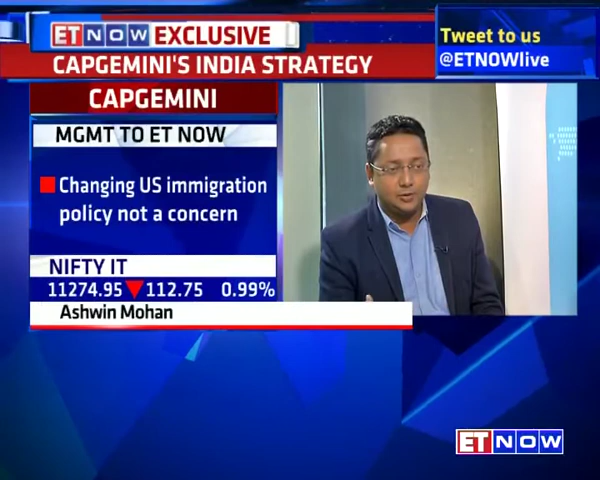 ET NOW EXCLUSIVE
CAPGEMINI'S INDIA STRATEGY
Tweet to us
@ETNOWlive
CAPGEMINI
MGMT TO ET NOW
Changing US immigration
policy not a concern
NIFTY IT
11274.95 ▼ 112.75 0.99%
Ashwin Mohan
ET NOW